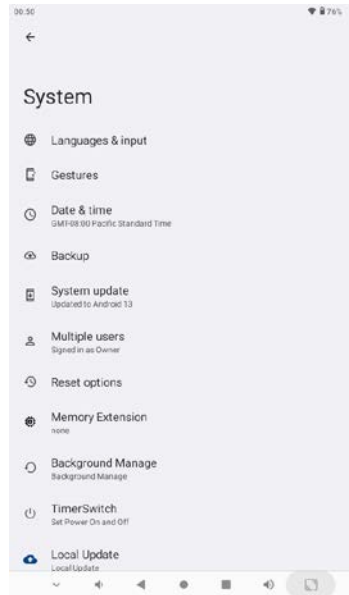 00:50
76%
System
Languages & input
Gestures
Date & time
GMT-08:00 Pacific Standard Time
Backup
System update
Updated to Android 13
Multiple users
Signed in as Owner
Reset options
Memory Extension
none
Background Manage
Background Manage
TimerSwitch
Set Power On and Off!
Local Update
Local Update